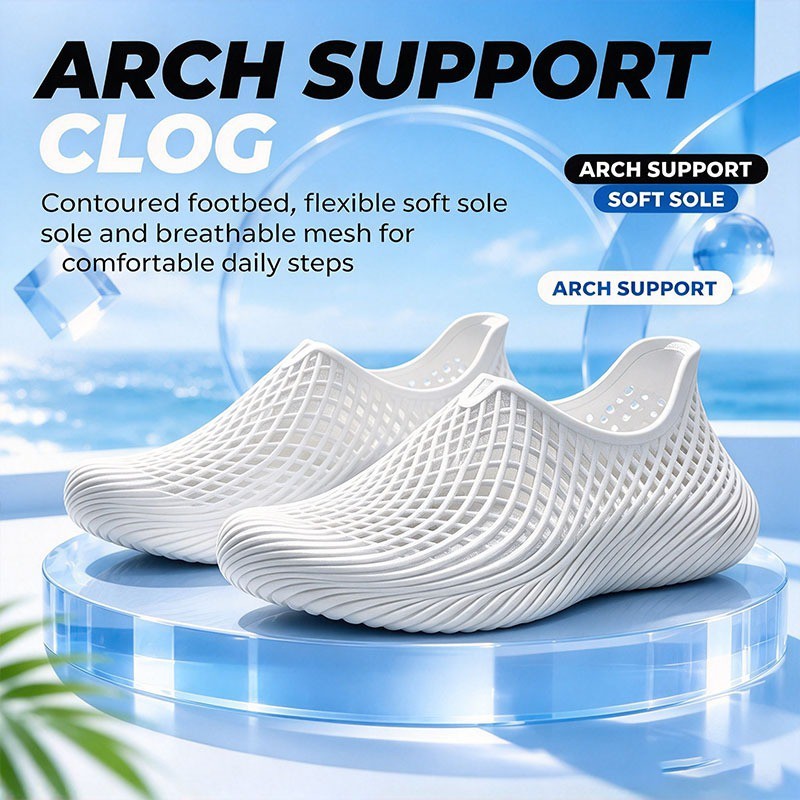 ARCH SUPPORT
CLOG
Contoured footbed, flexible soft sole
sole and breathable mesh for
comfortable daily steps
ARCH SUPPORT
SOFT SOLE
ARCH SUPPORT